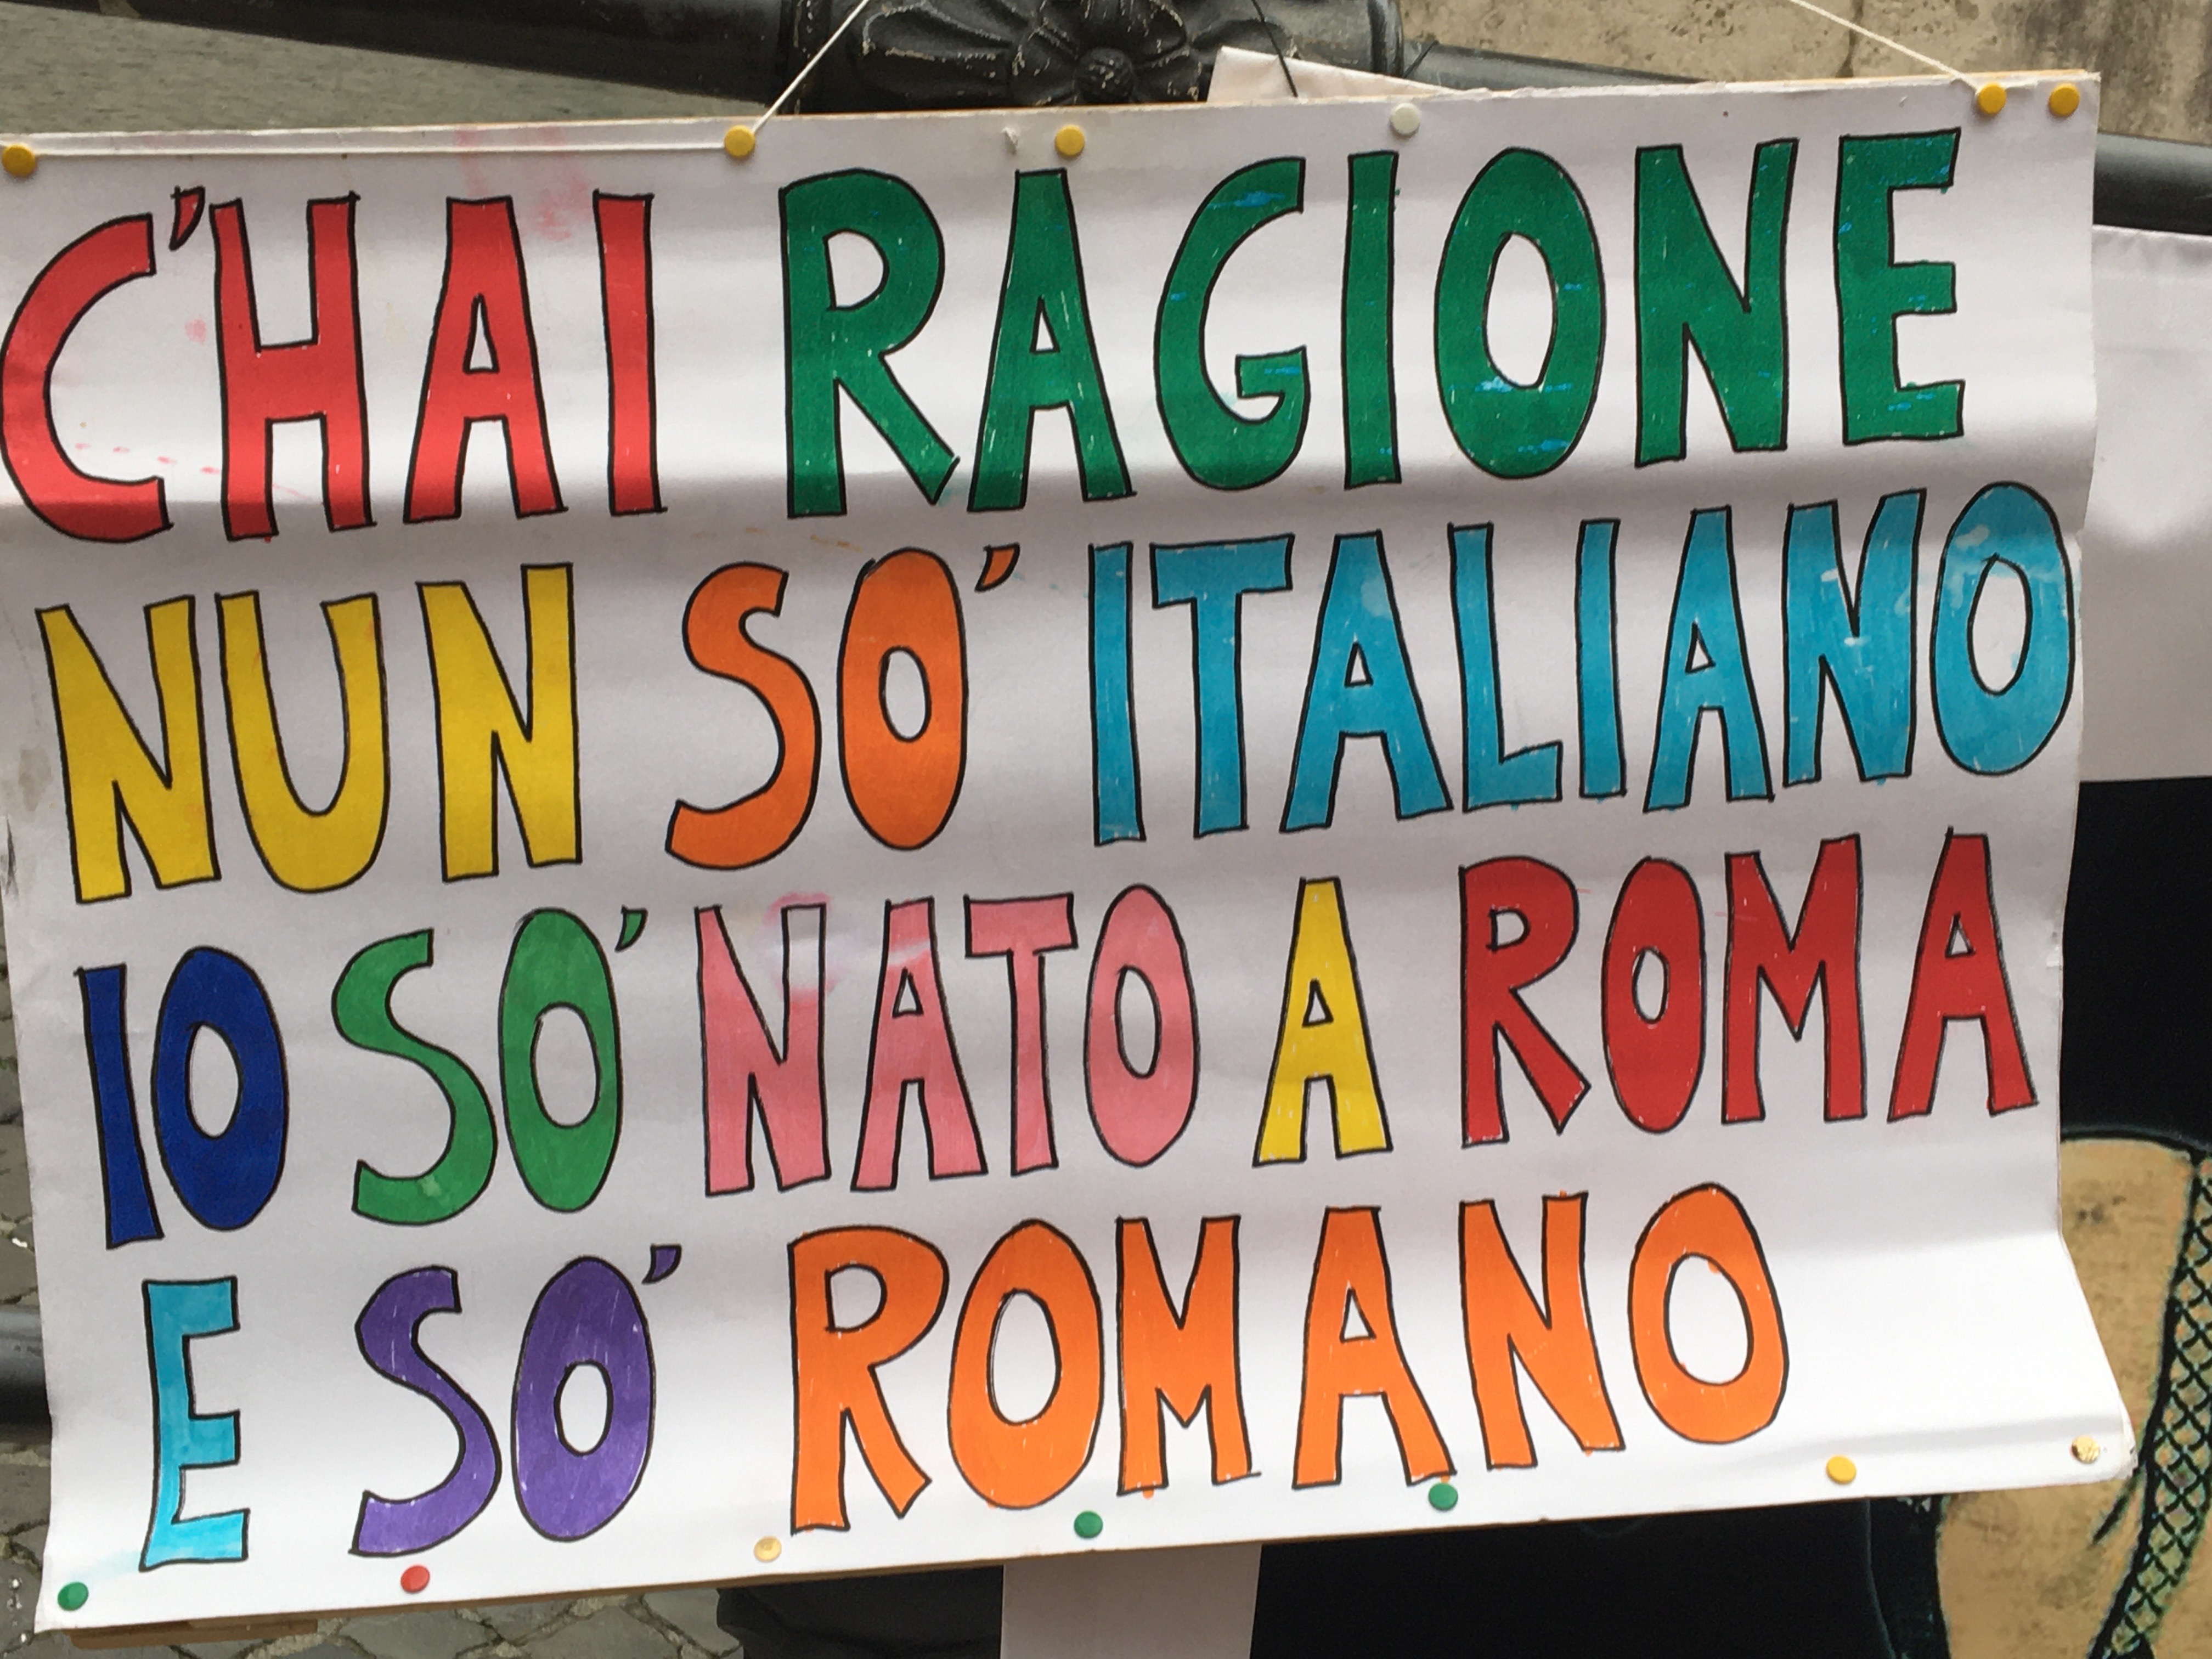 C'HAI RAGIONE
NUN SO' ITALIANO
IO SO' NATO A ROMA
E SO' ROMANO